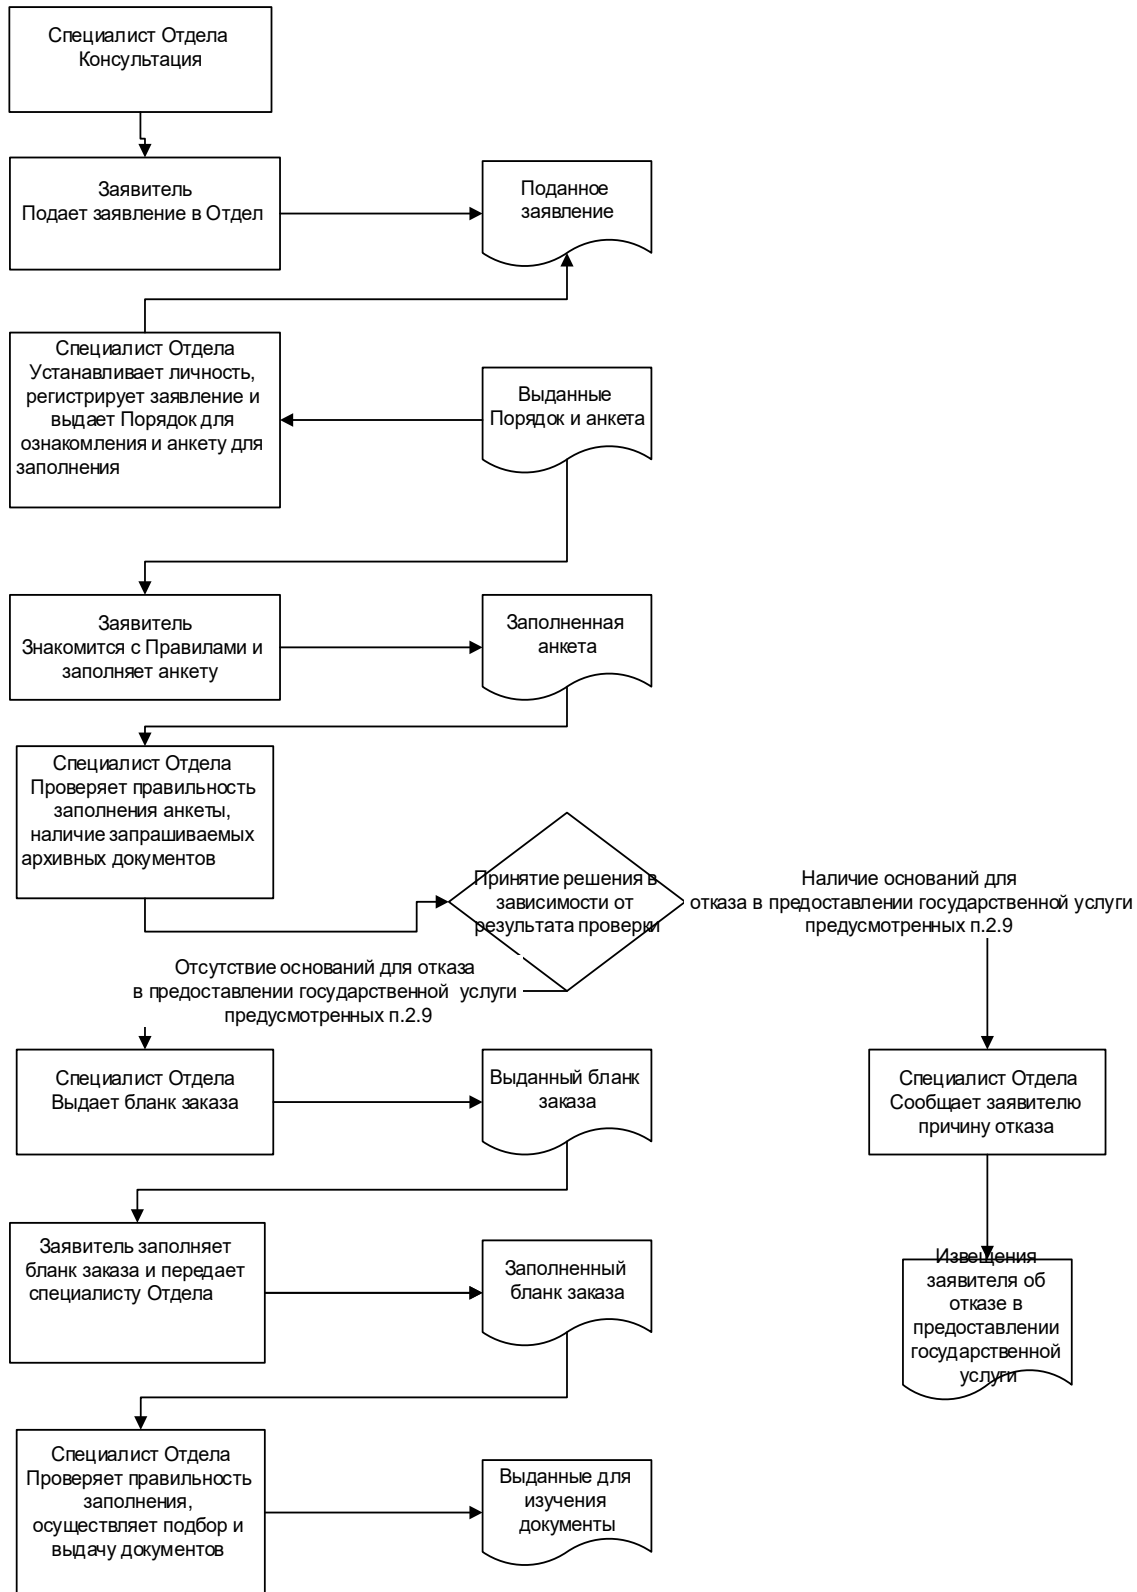 Специалист Отдела
Консультация
Заявитель
Подает заявление в Отдел
Поданное
заявление
Специалист Отдела
Устанавливает личность,
регистрирует заявление и
выдает Порядок для
ознакомления и анкету для
заполнения
Выданные
Порядок и анкета
Заявитель
Знакомится с Правилами и
заполняет анкету
Заполненная
анкета
Специалист Отдела
Проверяет правильность
заполнения анкеты,
наличие запрашиваемых
архивных документов
Принятие решения в
зависимости от
результата проверки
Наличие оснований для
отказа в предоставлении государственной услуги
предусмотренных п.2.9
Отсутствие оснований для отказа
в предоставлении государственной услуги
предусмотренных п.2.9
Специалист Отдела
Выдает бланк заказа
Выданный бланк
заказа
Специалист Отдела
Сообщает заявителю
причину отказа
Заявитель заполняет
бланк заказа и передает
специалисту Отдела
Заполненный
бланк заказа
Извещения
заявителя об
отказе в
предоставлении
государственной
услуги
Специалист Отдела
Проверяет правильность
заполнения,
осуществляет подбор и
выдачу документов
Выданные для
изучения
документы